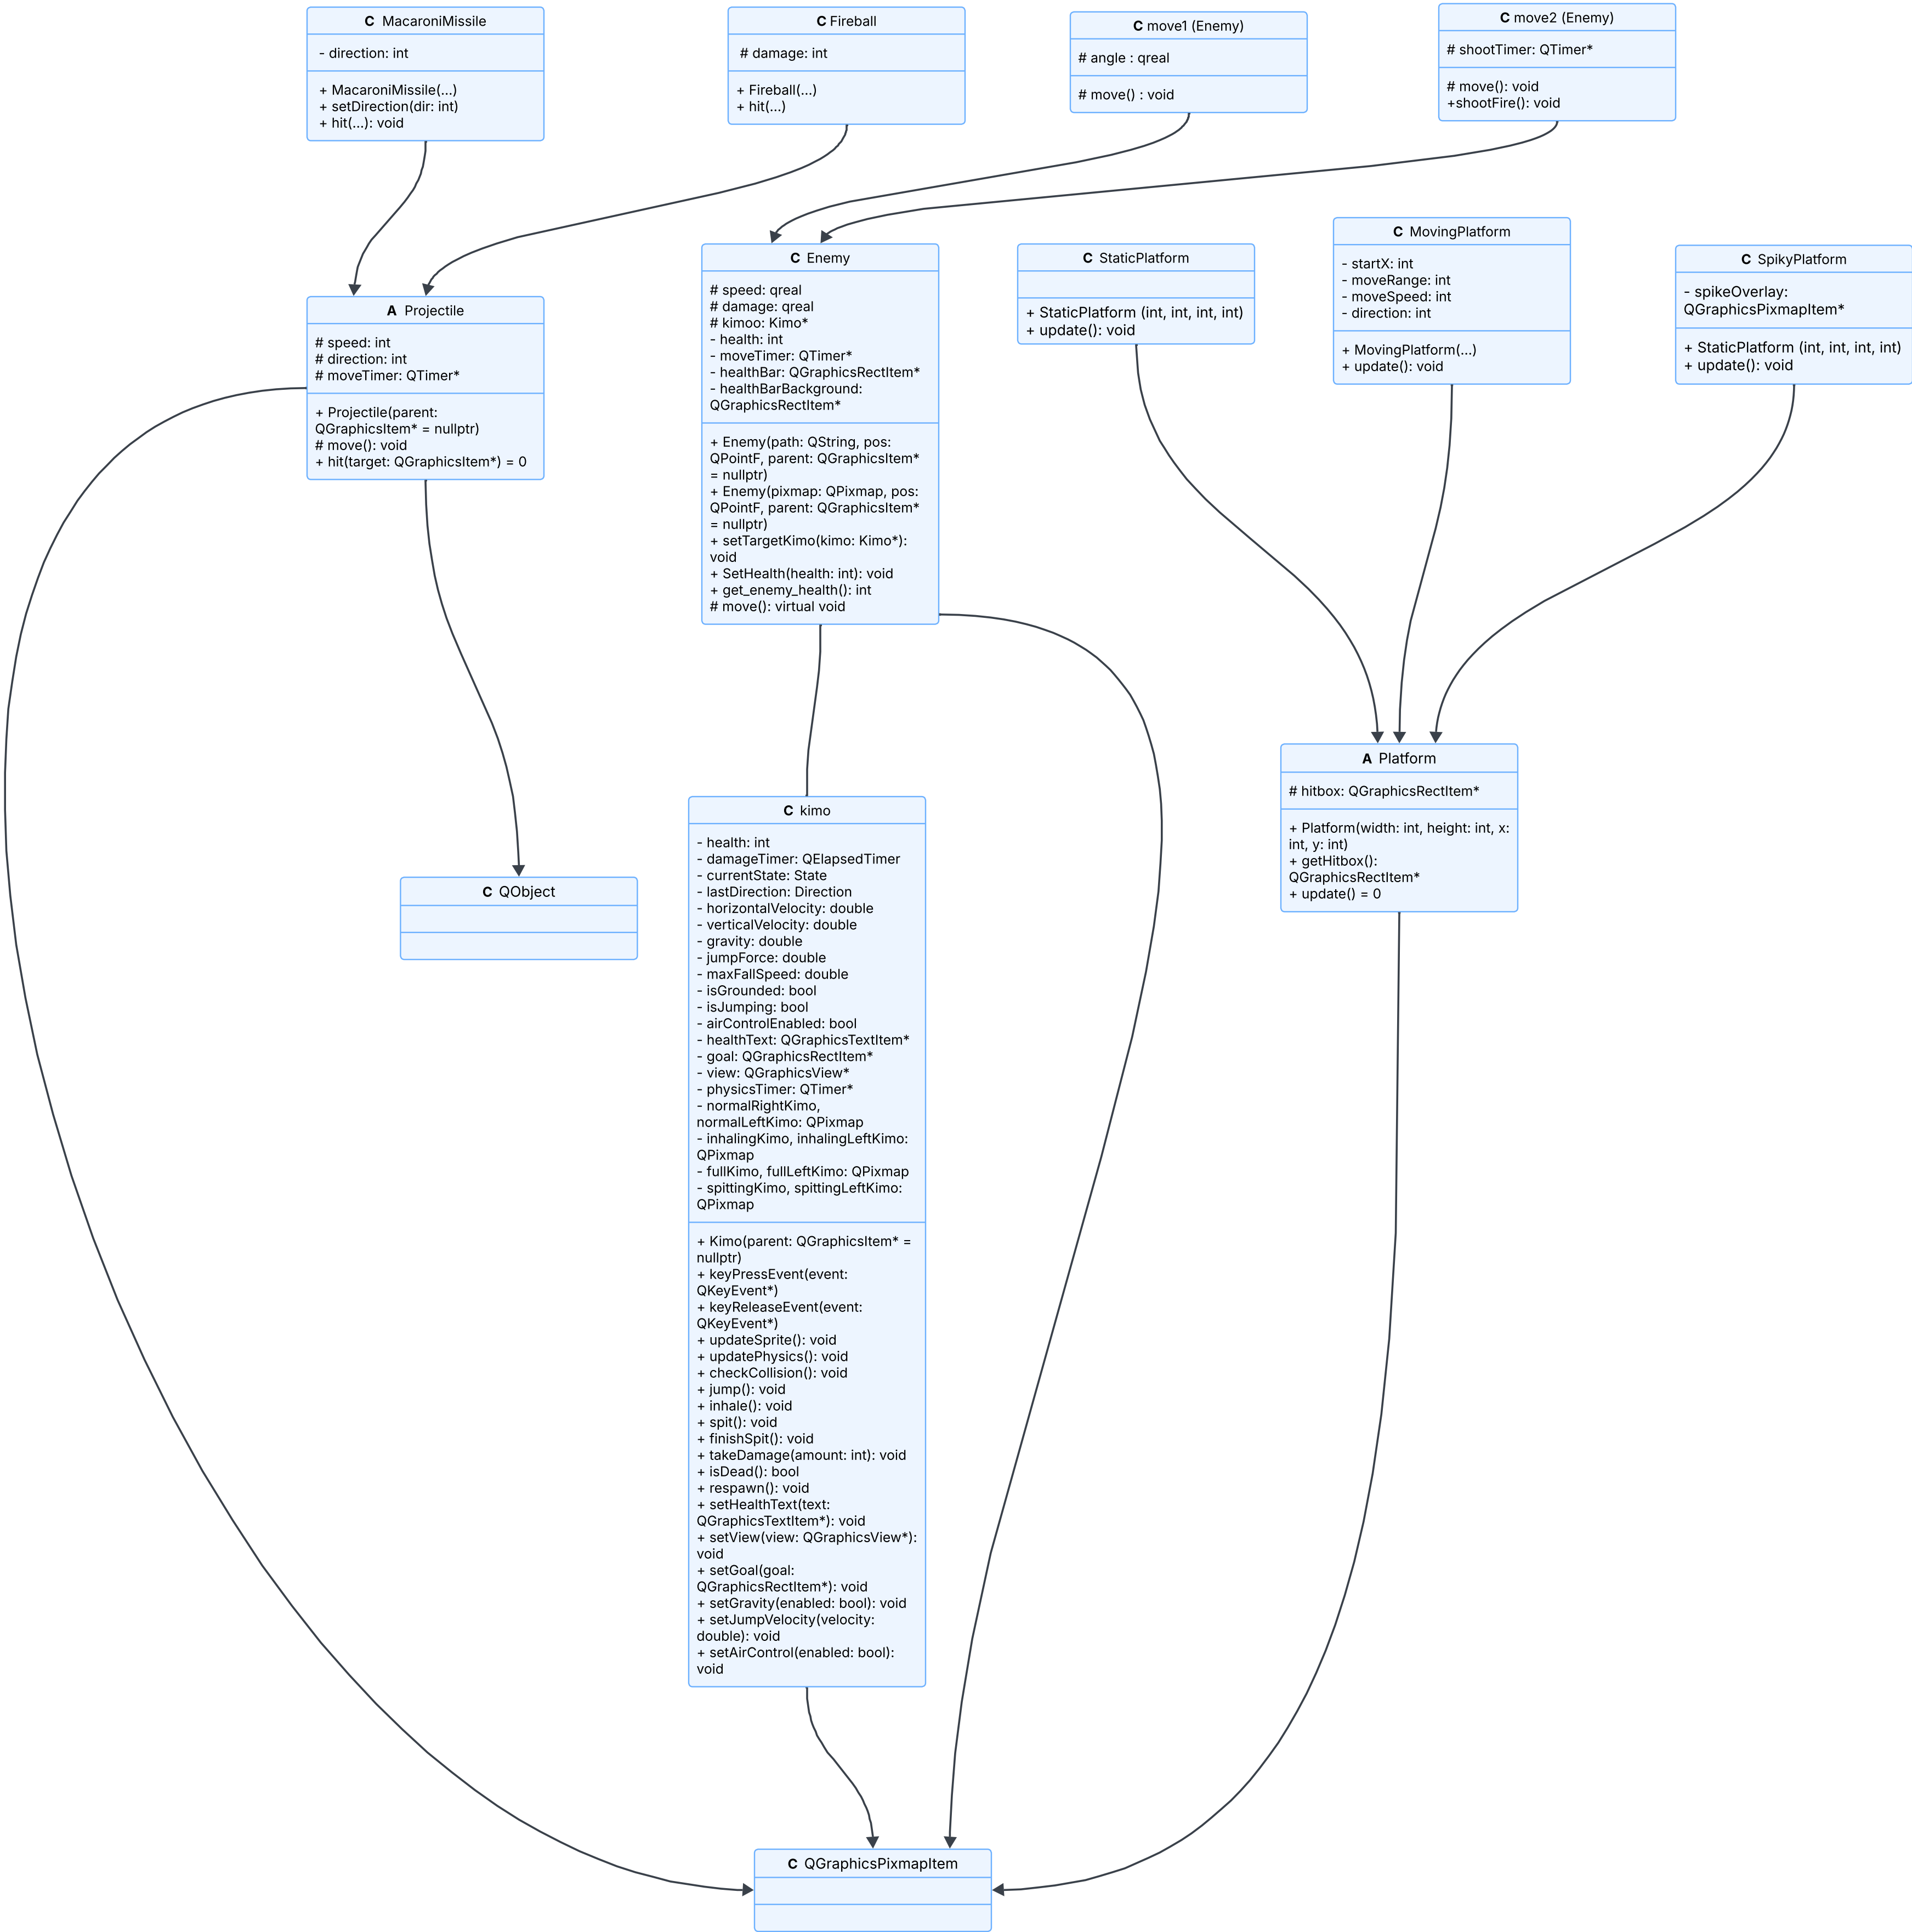 C MacaroniMissile
- direction: int
+ MacaroniMissile(...)
+ setDirection(dir: int)
+ hit(...): void
C Fireball
# damage: int
+ Fireball(...)
+ hit(...)
C move1 (Enemy)
# angle : qreal
# move() : void
C move2 (Enemy)
# shootTimer: QTimer*
# move(): void
+shootFire(): void
A Projectile
# speed: int
# direction: int
# moveTimer: QTimer*
+ Projectile(parent:
QGraphicsItem* = nullptr)
# move(): void
+ hit(target: QGraphicsItem*) = 0
C Enemy
# speed: qreal
# damage: qreal
# kimoo: Kimo*
- health: int
- moveTimer: QTimer*
- healthBar: QGraphicsRectItem*
- healthBarBackground:
QGraphicsRectItem*
+ Enemy(path: QString, pos:
QPointF, parent: QGraphicsItem*
= nullptr)
+ Enemy(pixmap: QPixmap, pos:
QPointF, parent: QGraphicsItem*
= nullptr)
+ setTargetKimo(kimo: Kimo*):
void
+ SetHealth(health: int): void
+ get_enemy_health(): int
# move(): virtual void
C StaticPlatform
+ StaticPlatform (int, int, int, int)
+ update(): void
C MovingPlatform
- startX: int
- moveRange: int
- moveSpeed: int
- direction: int
+ MovingPlatform(...)
+ update(): void
C SpikyPlatform
- spikeOverlay:
QGraphicsPixmapItem*
+ StaticPlatform (int, int, int, int)
+ update(): void
A Platform
# hitbox: QGraphicsRectItem*
+ Platform(width: int, height: int, x:
int, y: int)
+ getHitbox():
QGraphicsRectItem*
+ update() = 0
C QObject
C kimo
- health: int
- damageTimer: QElapsedTimer
- currentState: State
- lastDirection: Direction
- horizontalVelocity: double
- verticalVelocity: double
- gravity: double
- jumpForce: double
- maxFallSpeed: double
- isGrounded: bool
- isJumping: bool
- airControlEnabled: bool
- healthText: QGraphicsTextItem*
- goal: QGraphicsRectItem*
- view: QGraphicsView*
- physicsTimer: QTimer*
- normalRightKimo,
normalLeftKimo: QPixmap
- inhalingKimo, inhalingLeftKimo:
QPixmap
- fullKimo, fullLeftKimo: QPixmap
- spittingKimo, spittingLeftKimo:
QPixmap
+ Kimo(parent: QGraphicsItem* =
nullptr)
+ keyPressEvent(event:
QKeyEvent*)
+ keyReleaseEvent(event:
QKeyEvent*)
+ updateSprite(): void
+ updatePhysics(): void
+ checkCollision(): void
+ jump(): void
+ inhale(): void
+ spit(): void
+ finishSpit(): void
+ takeDamage(amount: int): void
+ isDead(): bool
+ respawn(): void
+ setHealthText(text:
QGraphicsTextItem*): void
+ setView(view: QGraphicsView*):
void
+ setGoal(goal:
QGraphicsRectItem*): void
+ setGravity(enabled: bool): void
+ setJumpVelocity(velocity:
double): void
+ setAirControl(enabled: bool):
void
C QGraphicsPixmapItem